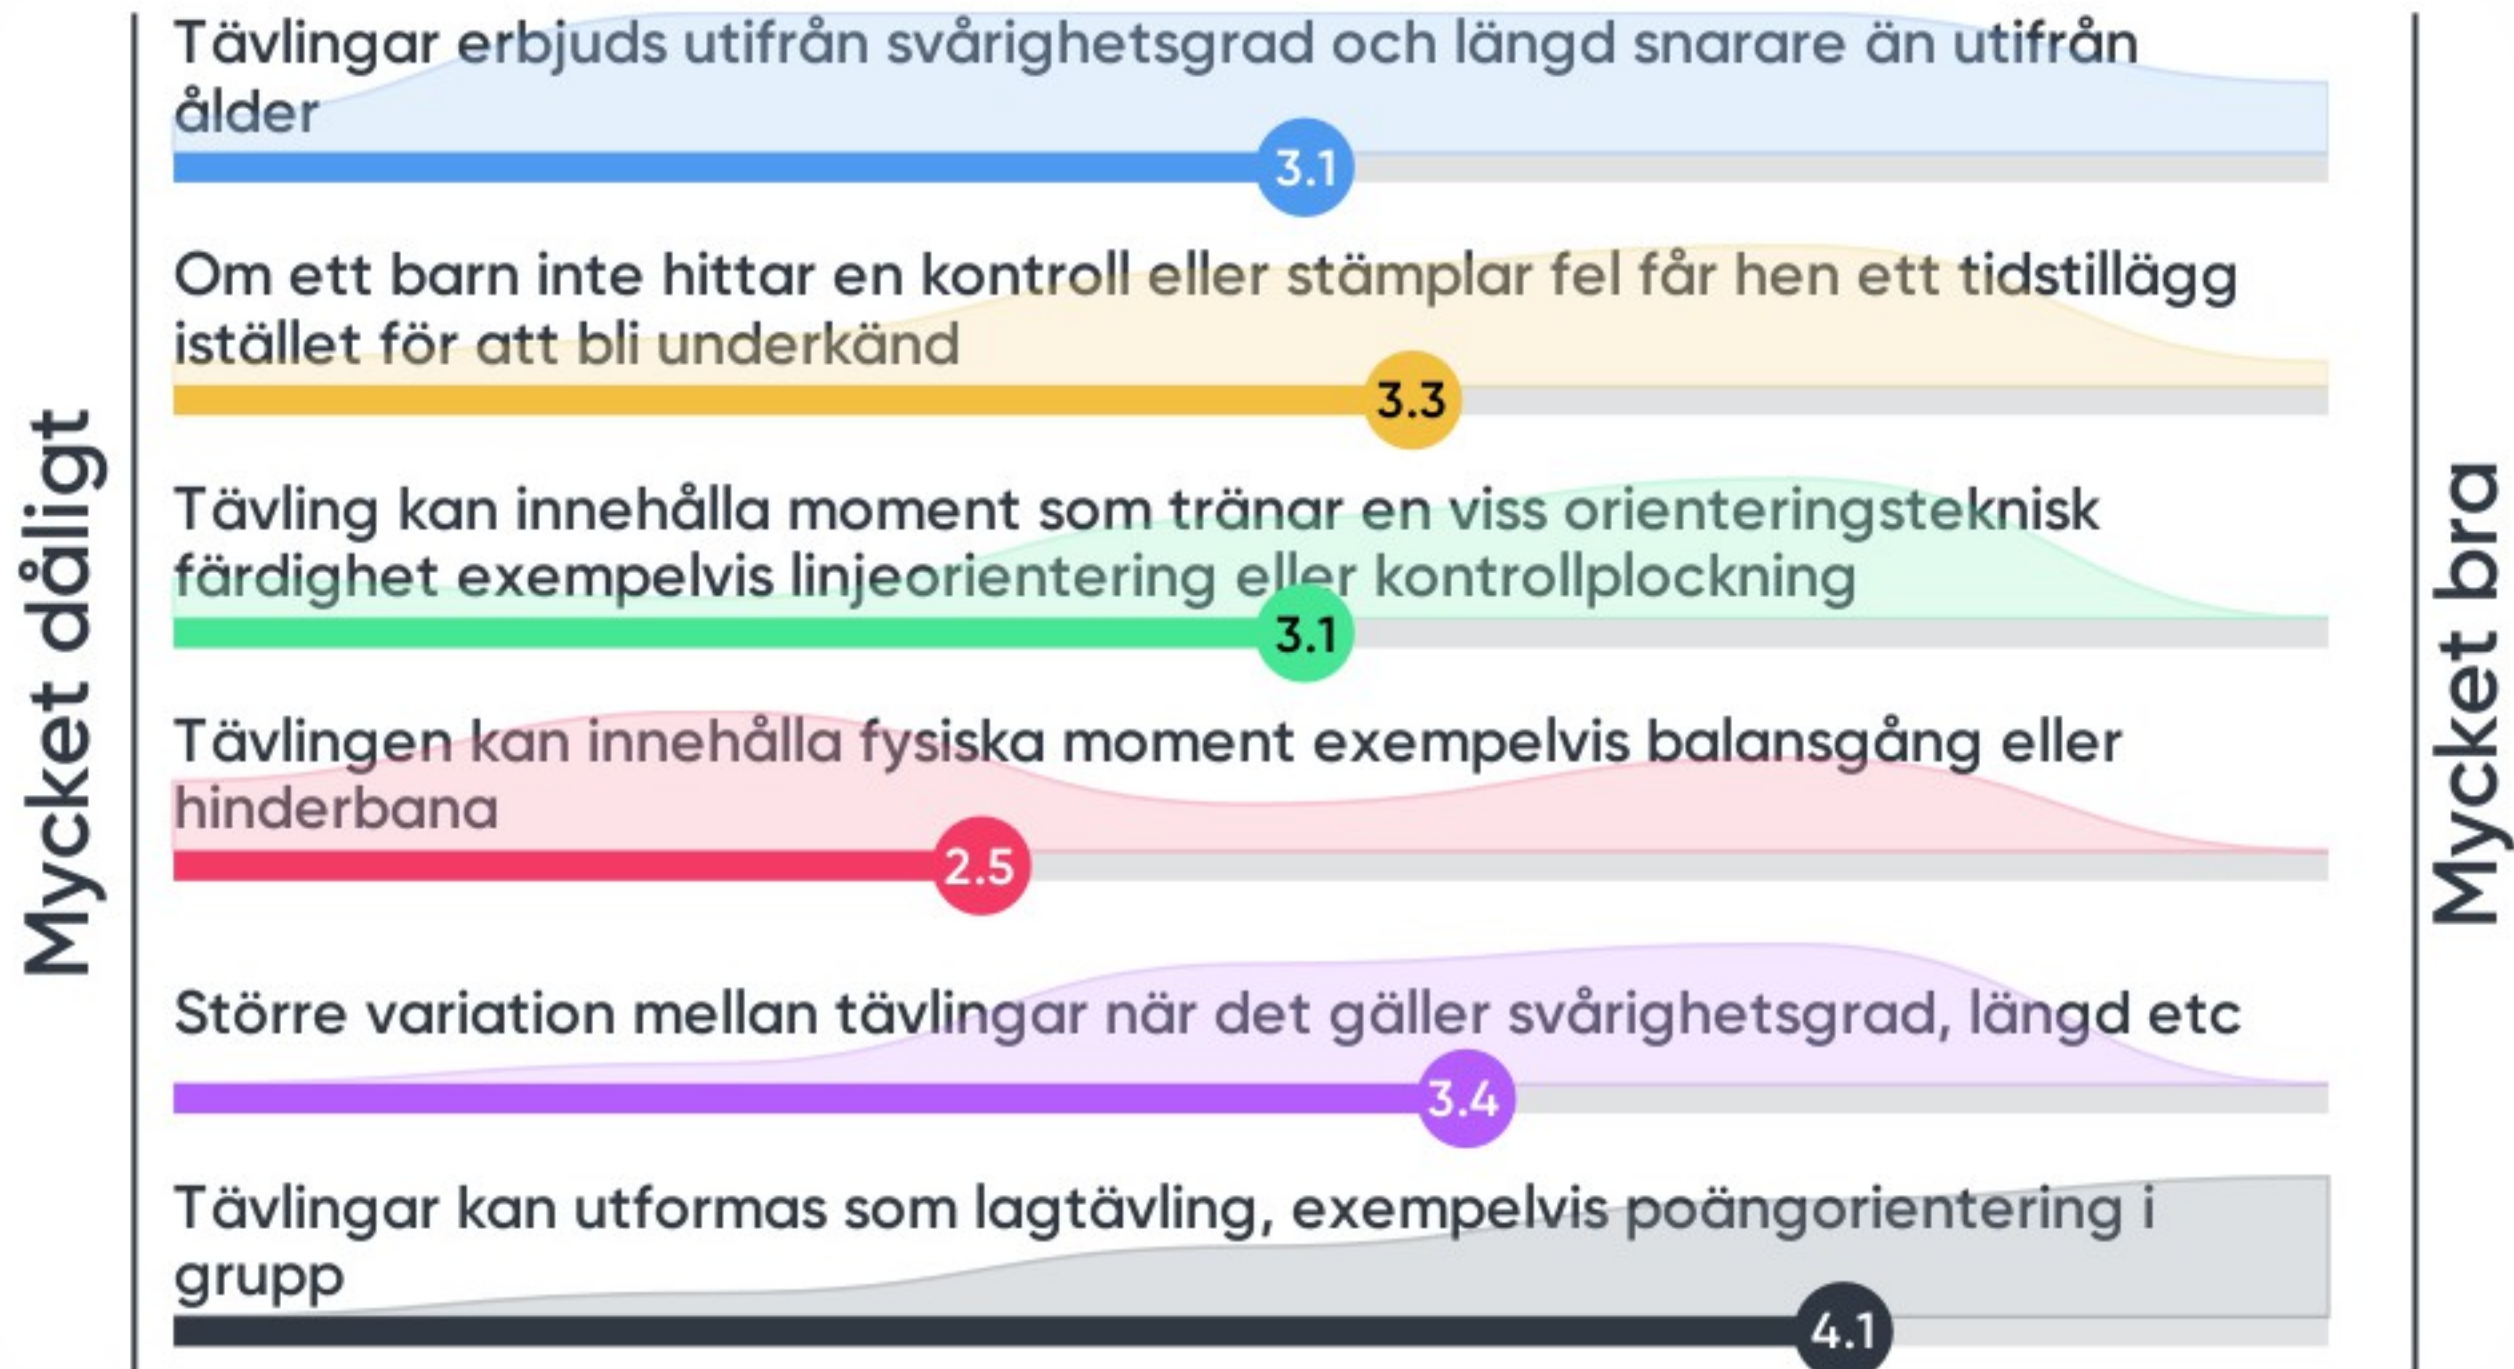 Mycket dåligt
Tävlingar erbjuds utifrån svårighetsgrad och längd snarare än utifrån
ålder
3.1
Om ett barn inte hittar en kontroll eller stämplar fel får hen ett tidstillägg
istället för att bli underkänd
3.3
Tävling kan innehålla moment som tränar en viss orienteringsteknisk
färdighet exempelvis linjeorientering eller kontrollplockning
3.1
Tävlingen kan innehålla fysiska moment exempelvis balansgång eller
hinderbana
2.5
Större variation mellan tävlingar när det gäller svårighetsgrad, längd etc
3.4
Tävlingar kan utformas som lagtävling, exempelvis poängorientering i
grupp
4.1
Mycket bra